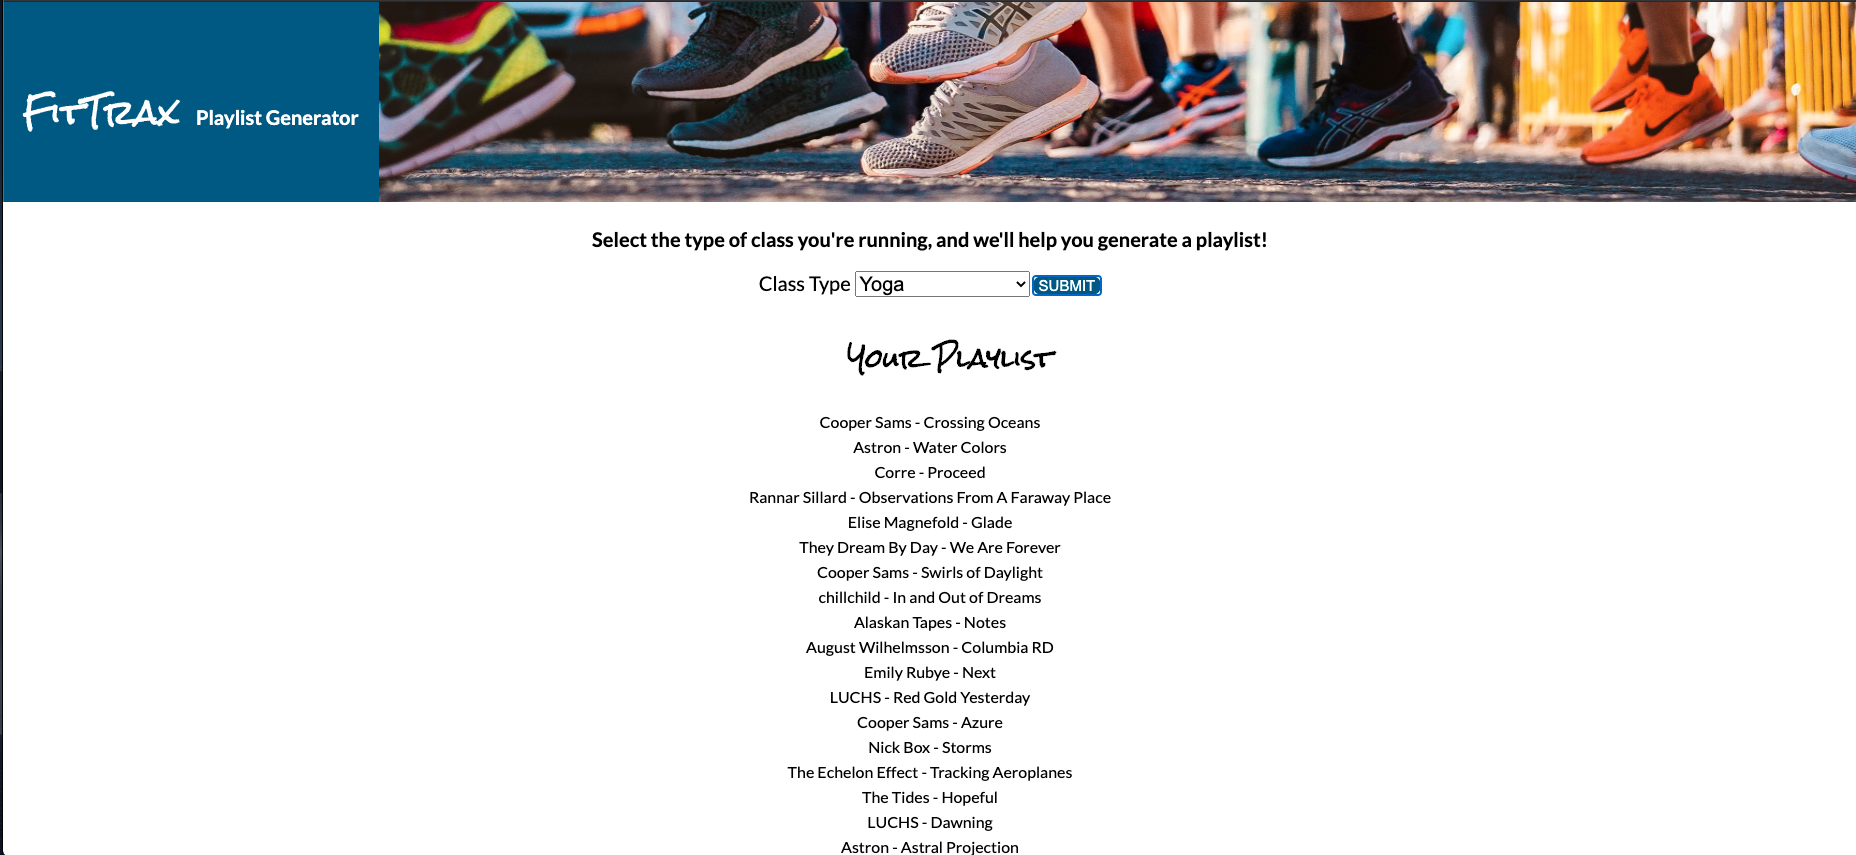 FitTrax Playlist Generator
Select the type of class you're running, and we'll help you generate a playlist!
Class Type Yoga SUBMIT
Your Playlist
Cooper Sams - Crossing Oceans
Astron - Water Colors
Corre - Proceed
Rannar Sillard - Observations From A Faraway Place
Elise Magnefold - Glade
They Dream By Day - We Are Forever
Cooper Sams - Swirls of Daylight
chillchild - In and Out of Dreams
Alaskan Tapes - Notes
August Wilhelmsson - Columbia RD
Emily Rubye - Next
LUCHS - Red Gold Yesterday
Cooper Sams - Azure
Nick Box - Storms
The Echelon Effect - Tracking Aeroplanes
The Tides - Hopeful
LUCHS - Dawning
Astron - Astral Projection